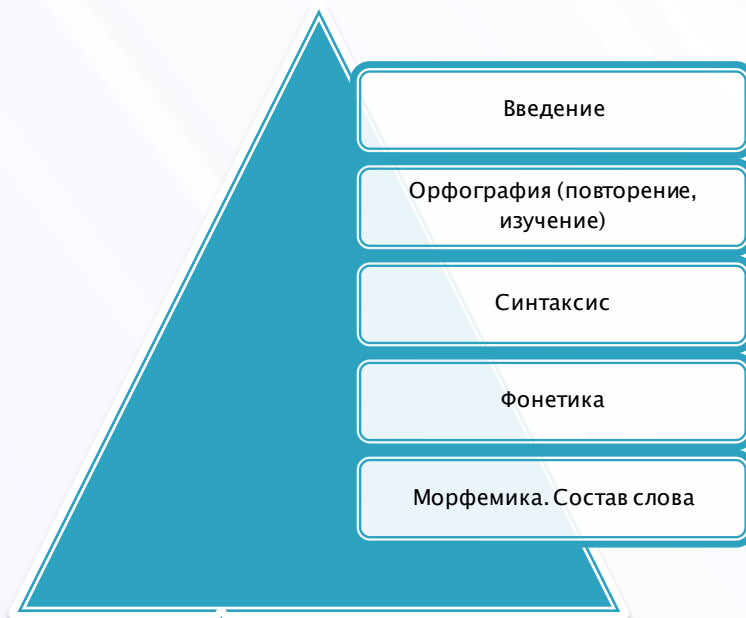 Введение
Орфография (повторение,
изучение)
Синтаксис
Фонетика
Морфемика. Состав слова